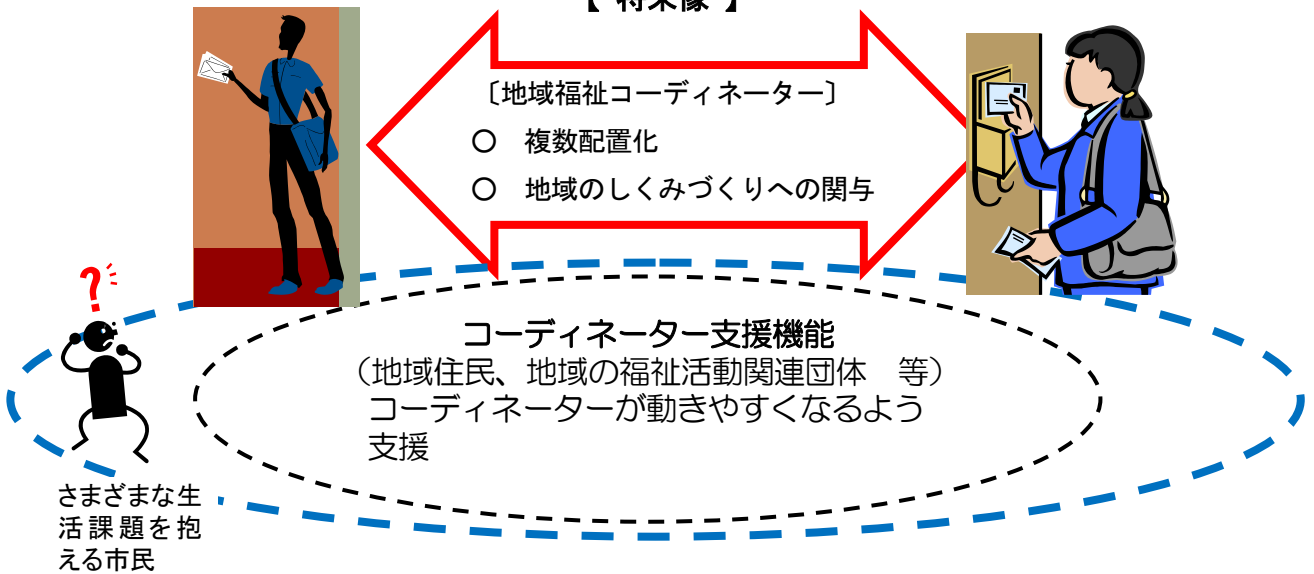 【 将来像 】
〔地域福祉コーディネーター〕
○ 複数配置化
○ 地域のしくみづくりへの関与
?
コーディネーター支援機能
（地域住民、地域の福祉活動関連団体　等）
コーディネーターが動きやすくなるよう
支援
さまざまな生
活課題を抱
える市民